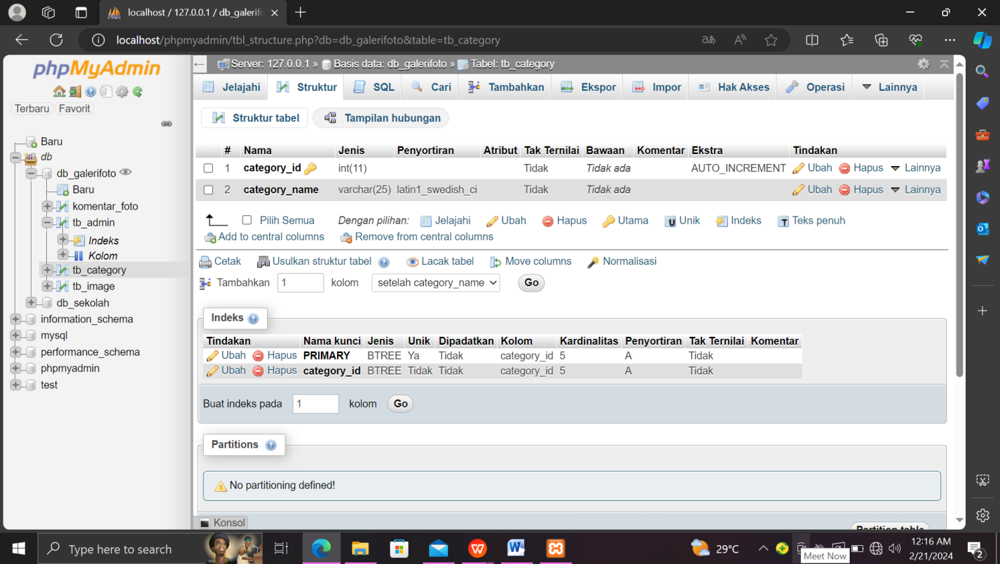 localhost / 127.0.0.1 / db_galerifo
localhost/phpmyadmin/tbl_structure.php?db=db_galerifoto&table=tb_category
phpMyAdmin
Terbaru Favorit
Baru
db
db_galerifoto
Baru
komentar_foto
tb_admin
Indeks
Kolom
tb_category
tb_image
db_sekolah
information_schema
mysql
performance_schema
phpmyadmin
test
Server: 127.0.0.1 » Basis data: db_galerifoto » Tabel: tb_category
Jelajahi Struktur SQL Cari Tambahkan Ekspor Impor Hak Akses Operasi Lainnya
Struktur tabel Tampilan hubungan
# Nama Jenis Penyortiran Atribut Tak Ternilai Bawaan Komentar Ekstra Tindakan
1 category_id int(11) Tidak Tidak ada AUTO_INCREMENT Ubah Hapus Lainnya
2 category_name varchar(25) latin1_swedish_ci Tidak Tidak ada Ubah Hapus Lainnya
Pilih Semua Dengan pilihan: Jelajahi Ubah Hapus Utama Unik Indeks Teks penuh
Add to central columns Remove from central columns
Cetak Usulkan struktur tabel Lacak tabel Move columns Normalisasi
Tambahkan 1 kolom setelah category_name Go
Indeks
Tindakan Nama kunci Jenis Unik Dipadatkan Kolom Kardinalitas Penyortiran Tak Ternilai Komentar
Ubah Hapus PRIMARY BTREE Ya Tidak category_id 5 A Tidak
Ubah Hapus category_id BTREE Tidak Tidak category_id 5 A Tidak
Buat indeks pada 1 kolom Go
Partitions
No partitioning defined!
Partition table
Konsol
Type here to search
29°C
Meet Now
12:16 AM
2/21/2024
2